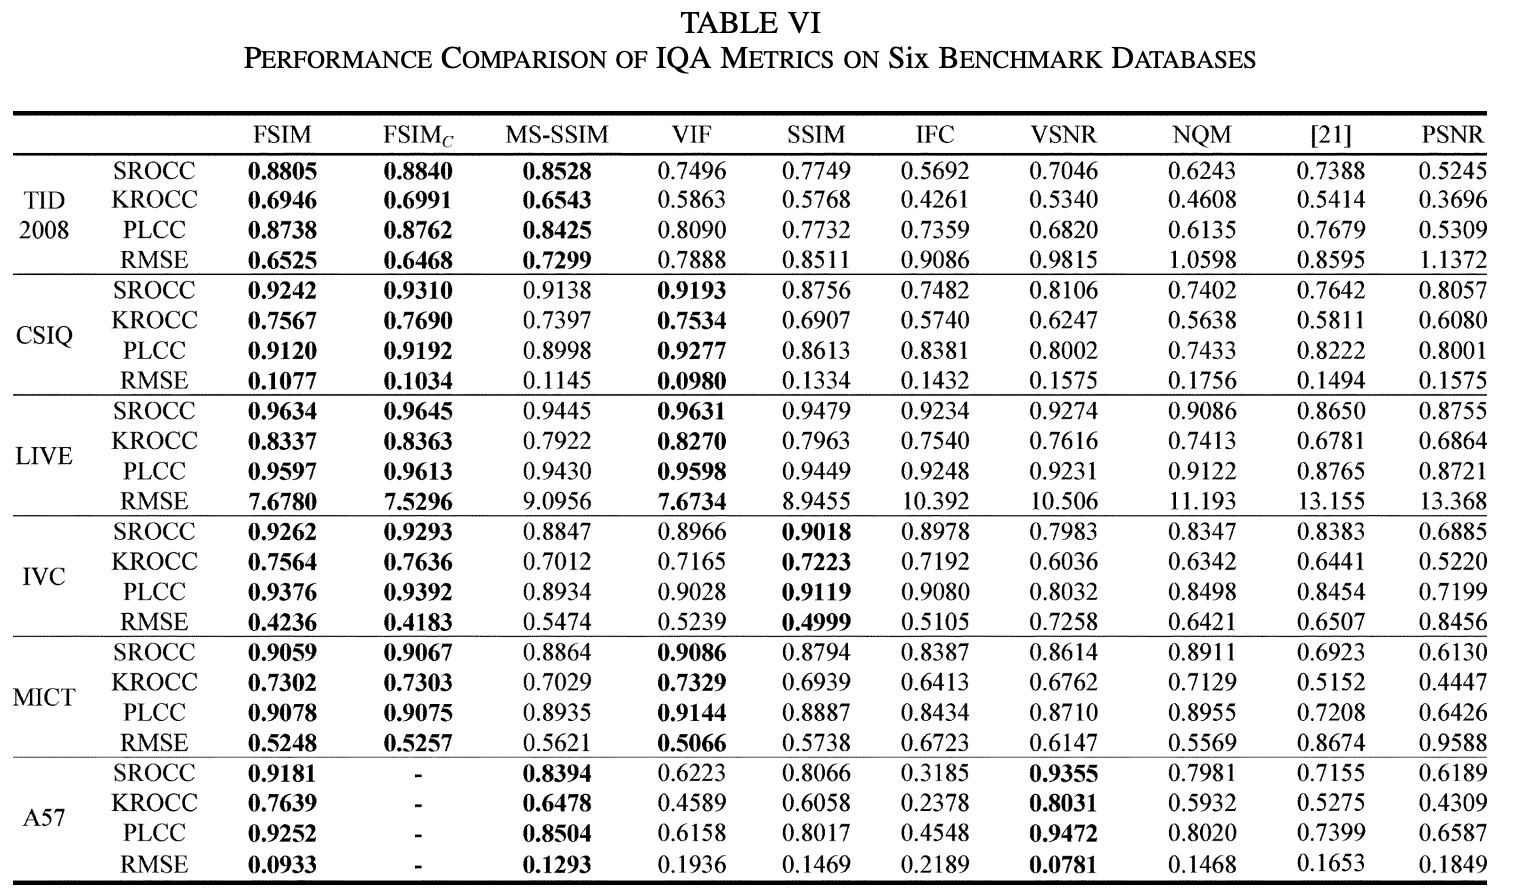 TABLE VI
PERFORMANCE COMPARISON OF IQA METRICS ON Six BENCHMARK DATABASES
FSIM FSIMC MS-SSIM VIF SSIM IFC VSNR NQM [21] PSNR
SROCC 0.8805 0.8840 0.8528 0.7496 0.7749 0.5692 0.7046 0.6243 0.7388 0.5245
TID 2008 KROCC 0.6946 0.6991 0.6543 0.5863 0.5768 0.4261 0.5340 0.4608 0.5414 0.3696
PLCC 0.8738 0.8762 0.8425 0.8090 0.7732 0.7359 0.6820 0.6135 0.7679 0.5309
RMSE 0.6525 0.6468 0.7299 0.7888 0.8511 0.9086 0.9815 1.0598 0.8595 1.1372
SROCC 0.9242 0.9310 0.9138 0.9193 0.8756 0.7482 0.8106 0.7402 0.7642 0.8057
CSIQ KROCC 0.7567 0.7690 0.7397 0.7534 0.6907 0.5740 0.6247 0.5638 0.5811 0.6080
PLCC 0.9120 0.9192 0.8998 0.9277 0.8613 0.8381 0.8002 0.7433 0.8222 0.8001
RMSE 0.1077 0.1034 0.1145 0.0980 0.1334 0.1432 0.1575 0.1756 0.1494 0.1575
SROCC 0.9634 0.9645 0.9445 0.9631 0.9479 0.9234 0.9274 0.9086 0.8650 0.8755
LIVE KROCC 0.8337 0.8363 0.7922 0.8270 0.7963 0.7540 0.7616 0.7413 0.6781 0.6864
PLCC 0.9597 0.9613 0.9430 0.9598 0.9449 0.9248 0.9231 0.9122 0.8765 0.8721
RMSE 7.6780 7.5296 9.0956 7.6734 8.9455 10.392 10.506 11.193 13.155 13.368
SROCC 0.9262 0.9293 0.8847 0.8966 0.9018 0.8978 0.7983 0.8347 0.8383 0.6885
IVC KROCC 0.7564 0.7636 0.7012 0.7165 0.7223 0.7192 0.6036 0.6342 0.6441 0.5220
PLCC 0.9376 0.9392 0.8934 0.9028 0.9119 0.9080 0.8032 0.8498 0.8454 0.7199
RMSE 0.4236 0.4183 0.5474 0.5239 0.4999 0.5105 0.7258 0.6421 0.6507 0.8456
SROCC 0.9059 0.9067 0.8864 0.9086 0.8794 0.8387 0.8614 0.8911 0.6923 0.6130
MICT KROCC 0.7302 0.7303 0.7029 0.7329 0.6939 0.6413 0.6762 0.7129 0.5152 0.4447
PLCC 0.9078 0.9075 0.8935 0.9144 0.8887 0.8434 0.8710 0.8955 0.7208 0.6426
RMSE 0.5248 0.5257 0.5621 0.5066 0.5738 0.6723 0.6147 0.5569 0.8674 0.9588
SROCC 0.9181 - 0.8394 0.6223 0.8066 0.3185 0.9355 0.7981 0.7155 0.6189
A57 KROCC 0.7639 - 0.6478 0.4589 0.6058 0.2378 0.8031 0.5932 0.5275 0.4309
PLCC 0.9252 - 0.8504 0.6158 0.8017 0.4548 0.9472 0.8020 0.7399 0.6587
RMSE 0.0933 - 0.1293 0.1936 0.1469 0.2189 0.0781 0.1468 0.1653 0.1849